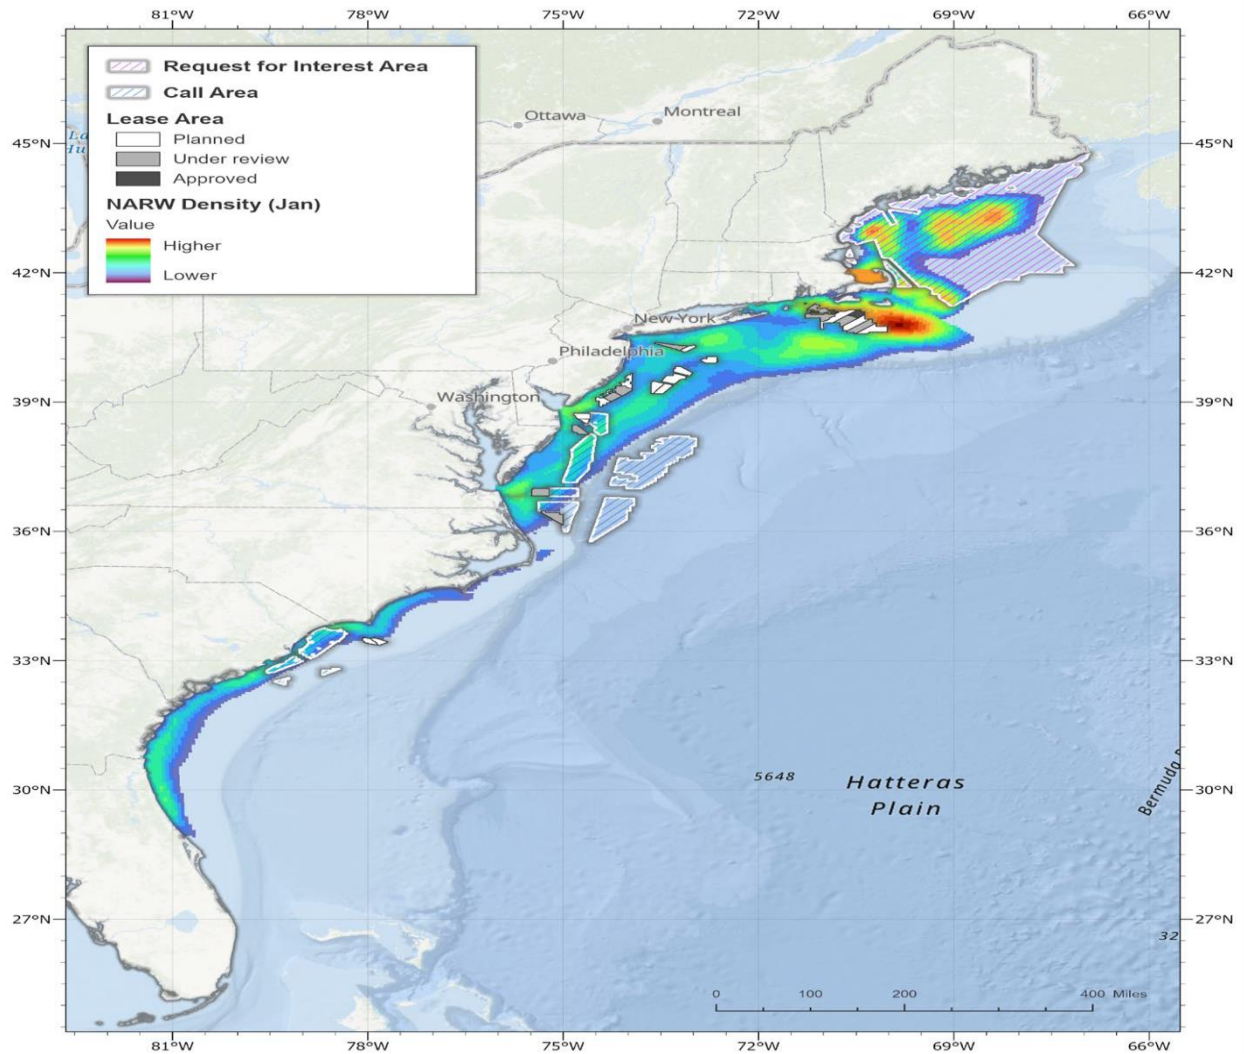 81°W 78°W 75°W 72°W 69°W 66°W
Request for Interest Area
Call Area
Lease Area
Planned
Under review
Approved
NARW Density (Jan)
Value
Higher
Lower
Ottawa
Montreal
45°N 45°N
42°N 42°N
New York
Philadelphia
39°N 39°N
Washington
36°N 36°N
33°N 33°N
5648
Hatteras
Plain
Bermuda
30°N 30°N
27°N 27°N
32
0 100 200 400 Miles
81°W 78°W 75°W 72°W 69°W 66°W